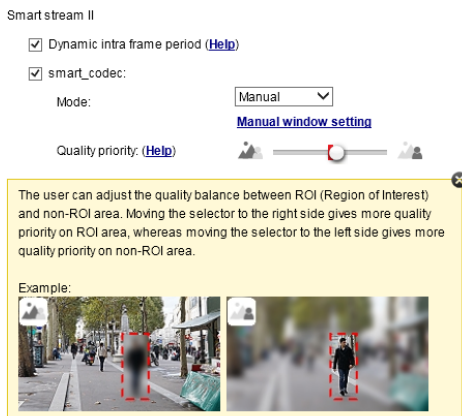 Smart stream II
Dynamic intra frame period (Help)
smart_codec:
Mode: Manual
Manual window setting
Quality priority: (Help)
The user can adjust the quality balance between ROI (Region of Interest)
and non-ROI area. Moving the selector to the right side gives more quality
priority on ROI area, whereas moving the selector to the left side gives more
quality priority on non-ROI area.
Example: